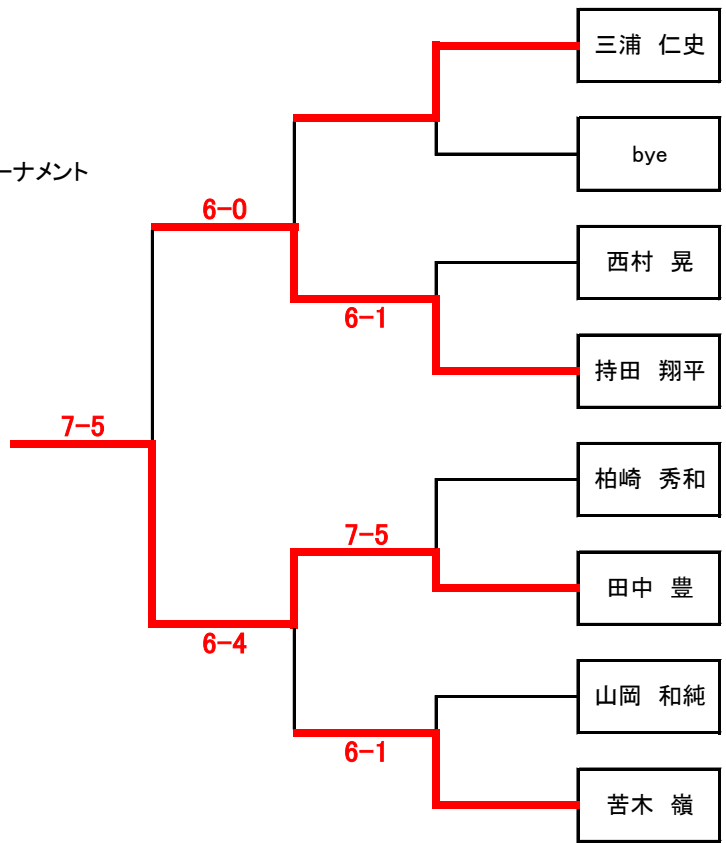 三浦　仁史
ーナメント
bye
6-0
西村　晃
6-1
持田　翔平
7-5
柏崎　秀和
7-5
田中　豊
6-4
山岡　和純
6-1
苫木　嶺